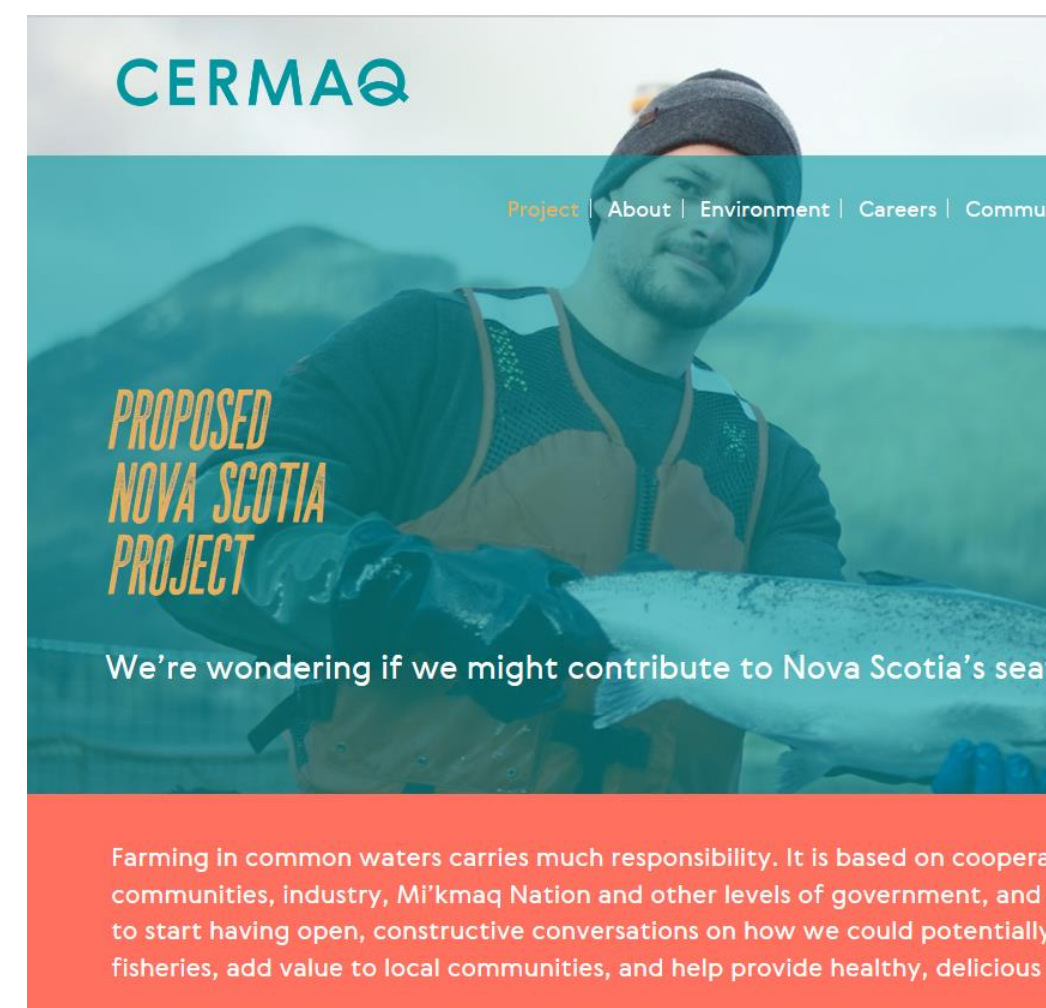 CERMAQ
Project | About | Environment | Careers | Commu
PROPOSED
NOVA SCOTIA
PROJECT
We're wondering if we might contribute to Nova Scotia's sea
Farming in common waters carries much responsibility. It is based on coopera
communities, industry, Mi'kmaq Nation and other levels of government, and
to start having open, constructive conversations on how we could potentially
fisheries, add value to local communities, and help provide healthy, delicious